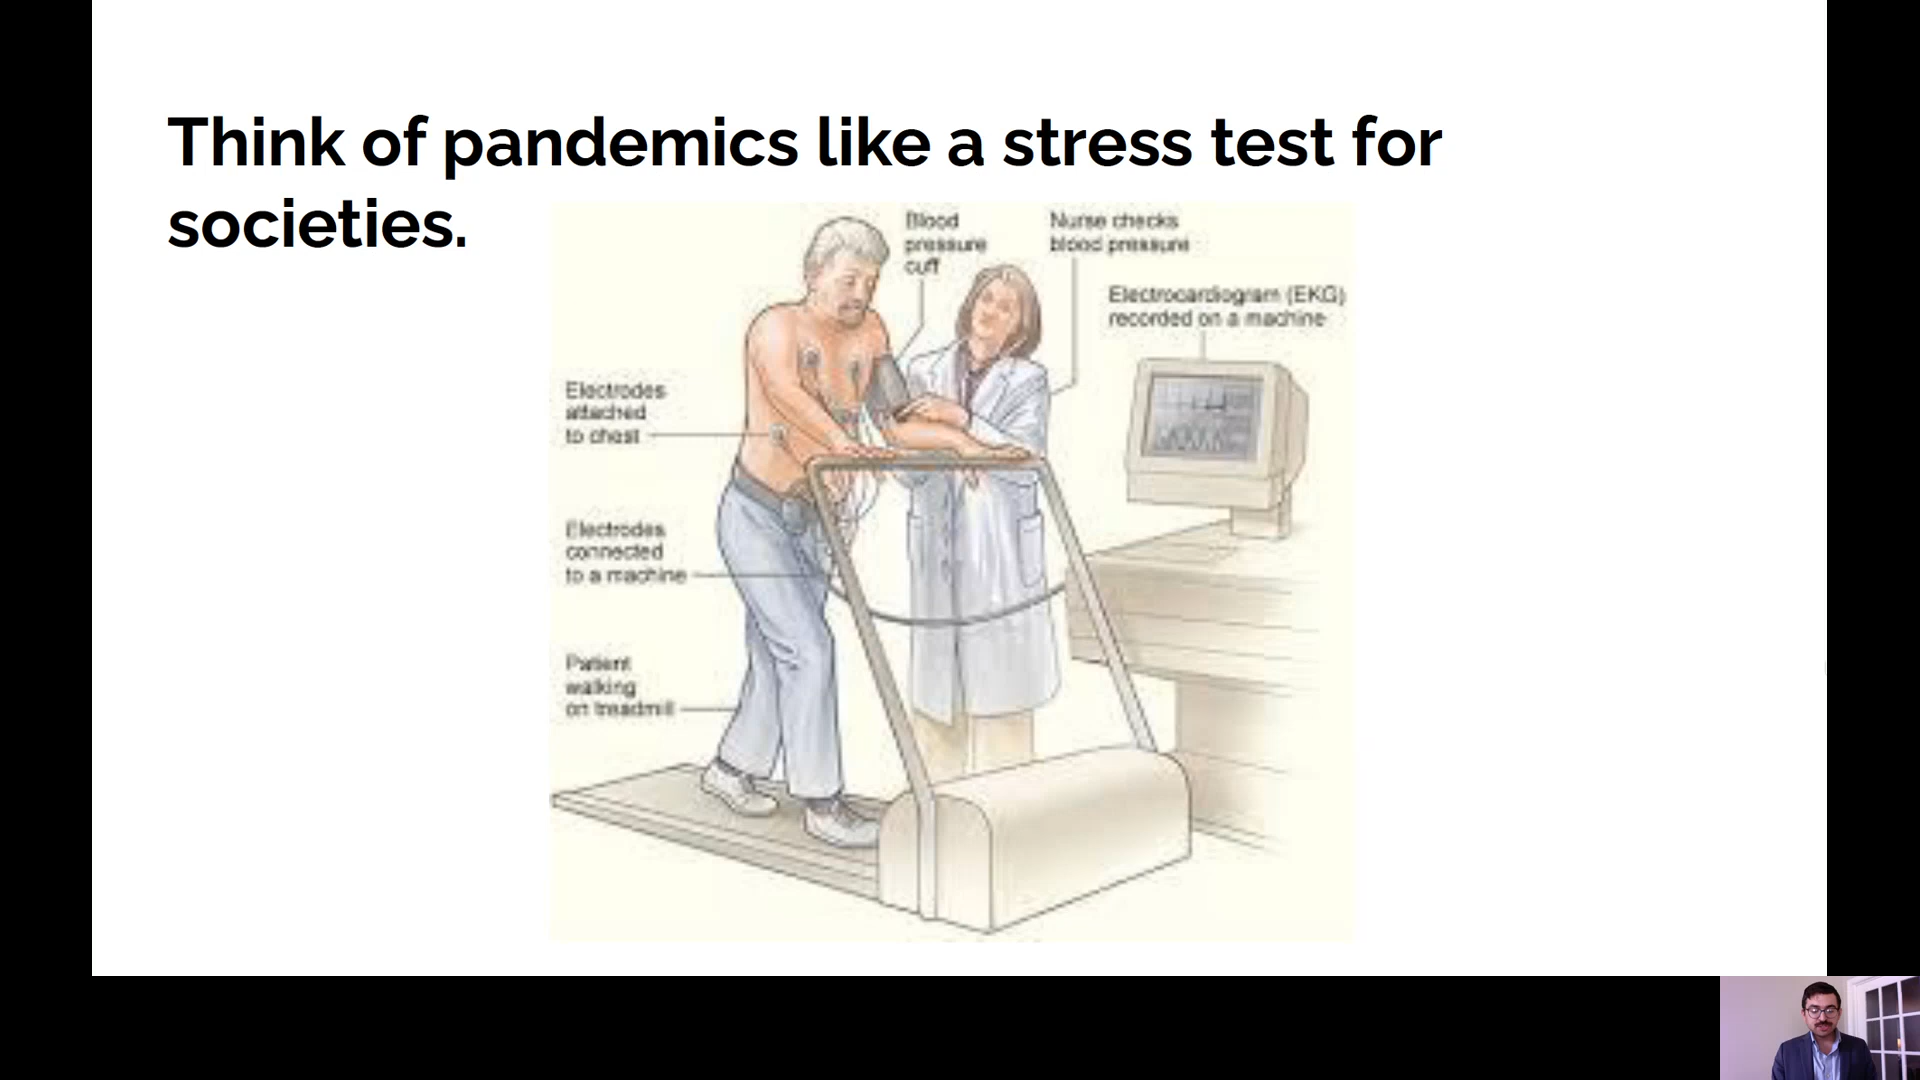 Think of pandemics like a stress test for
societies.
Blood
pressure
cuff
Nurse checks
blood pressure
Electrocardiogram (EKG)
recorded on a machine
Electrodes
attached
to chest
Electrodes
connected
to a machine
Patient
walking
on treadmill